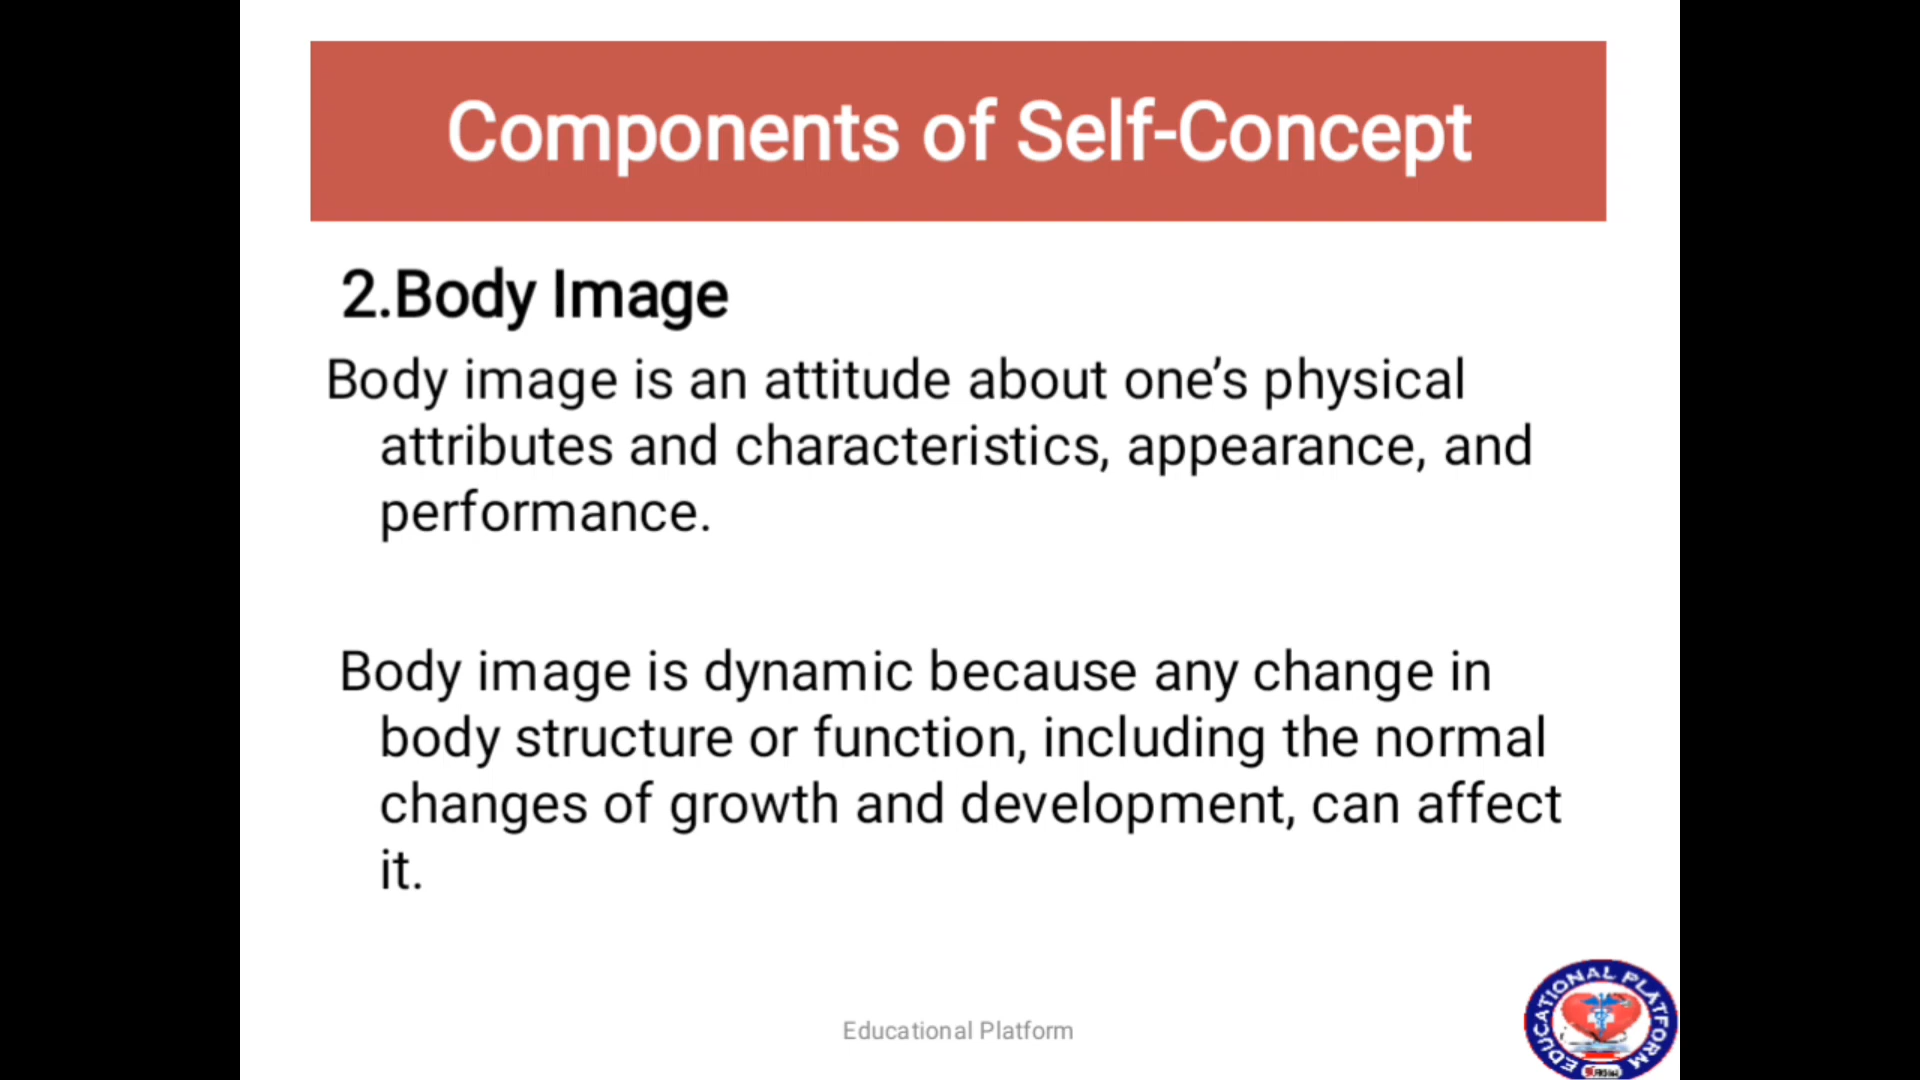 Components of Self-Concept
2.Body Image
Body image is an attitude about one’s physical
attributes and characteristics, appearance, and
performance.
Body image is dynamic because any change in
body structure or function, including the normal
changes of growth and development, can affect
it.
Educational Platform
EDUCATIONAL PLATFORM